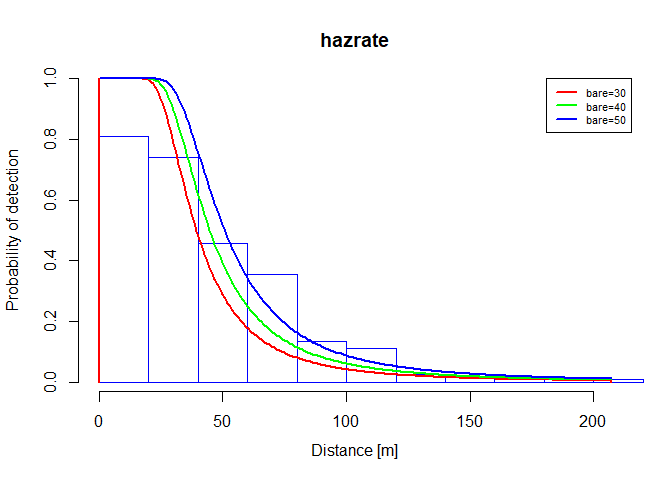 hazrate
bare=30
bare=40
bare=50
Probability of detection
1.0
0.8
0.6
0.4
0.2
0.0
0 50 100 150 200
Distance [m]